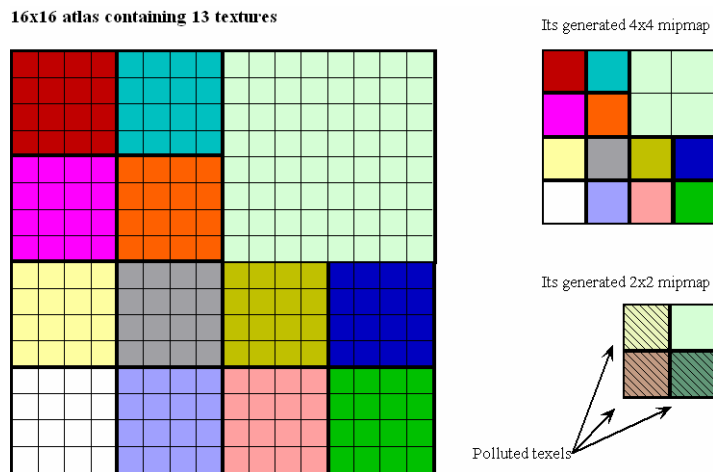 16x16 atlas containing 13 textures
Its generated 4x4 mipmap
Its generated 2x2 mipmap
Polluted texels